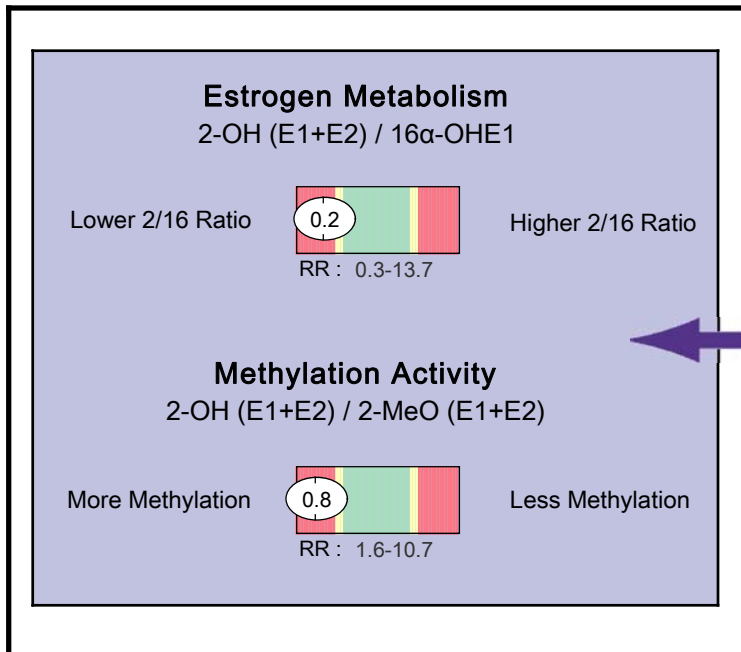 Estrogen Metabolism
2-OH (E1+E2) / 16α-OHE1
Lower 2/16 Ratio
0.2
Higher 2/16 Ratio
RR : 0.3-13.7
Methylation Activity
2-OH (E1+E2) / 2-MeO (E1+E2)
More Methylation
0.8
Less Methylation
RR : 1.6-10.7